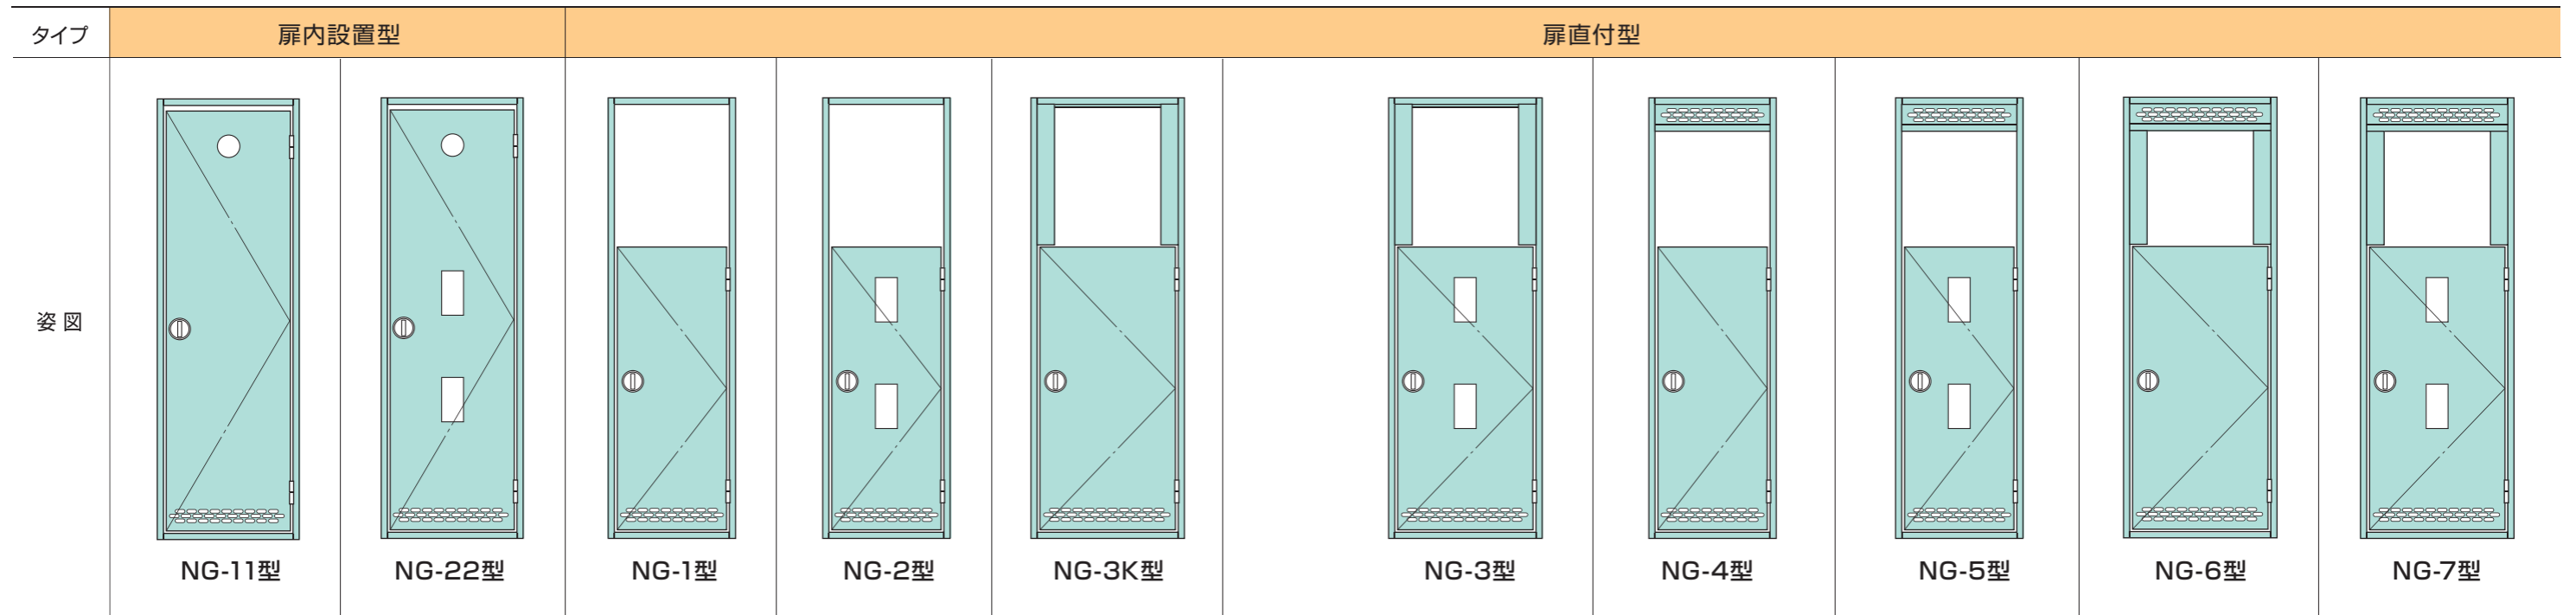 タイプ 扉内設置型 扉直付型
姿図
NG-11型 NG-22型 NG-1型 NG-2型 NG-3K型 NG-3型 NG-4型 NG-5型 NG-6型 NG-7型